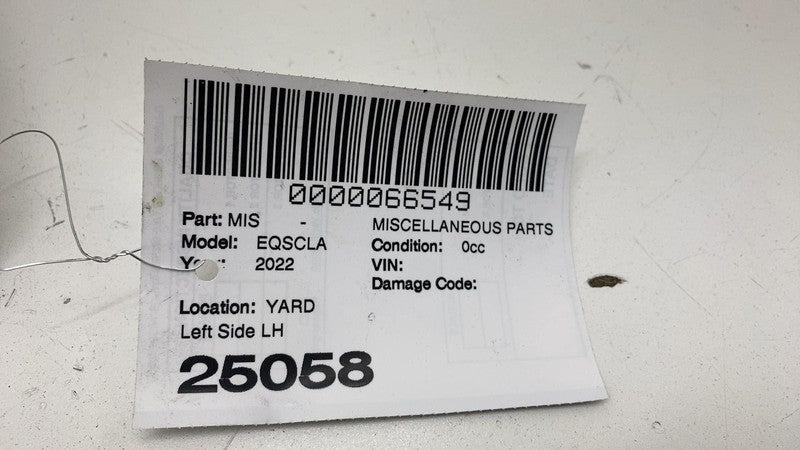 0000066549
Part: MIS - MISCELLANEOUS PARTS
Model: EQSCLA Condition: 0cc
2022 VIN:
Damage Code:
Location: YARD
Left Side LH
25058